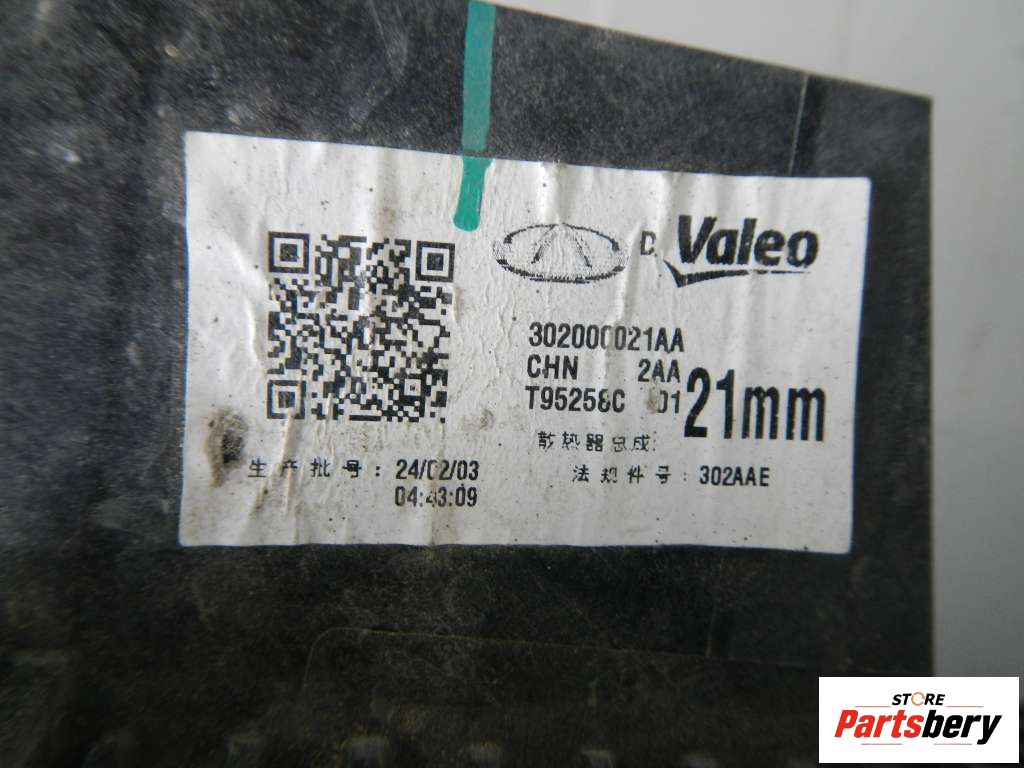 D Valeo
302000021AA
CHN 2AA
T95258C 01
21mm
散热器总成
生产批号: 24/02/03
04:43:09
法规件号: 302AAE
STORE
Partsbery